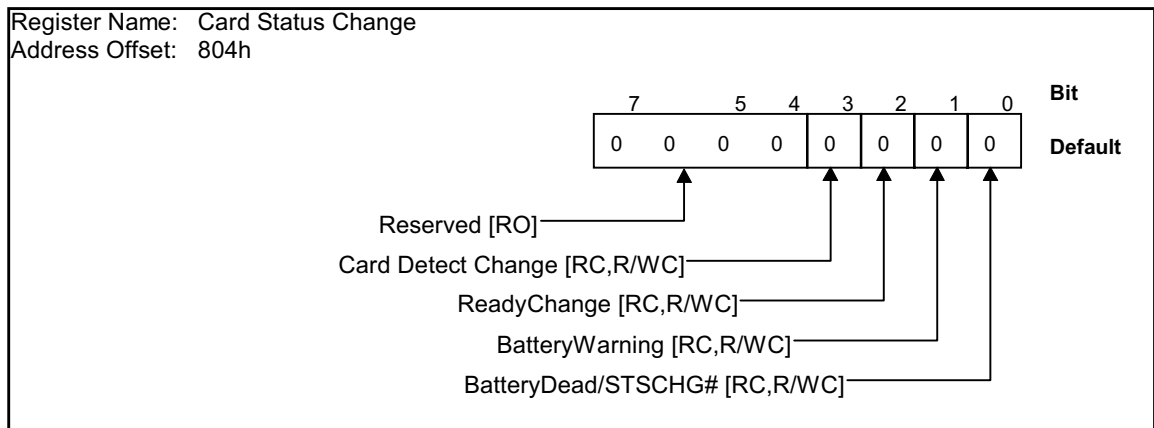 Register Name: Card Status Change
Address Offset: 804h
7 5 4 3 2 1 0 Bit
0 0 0 0 0 0 0 0 Default
Reserved [RO]
Card Detect Change [RC,R/WC]
ReadyChange [RC,R/WC]
BatteryWarning [RC,R/WC]
BatteryDead/STSCHG# [RC,R/WC]